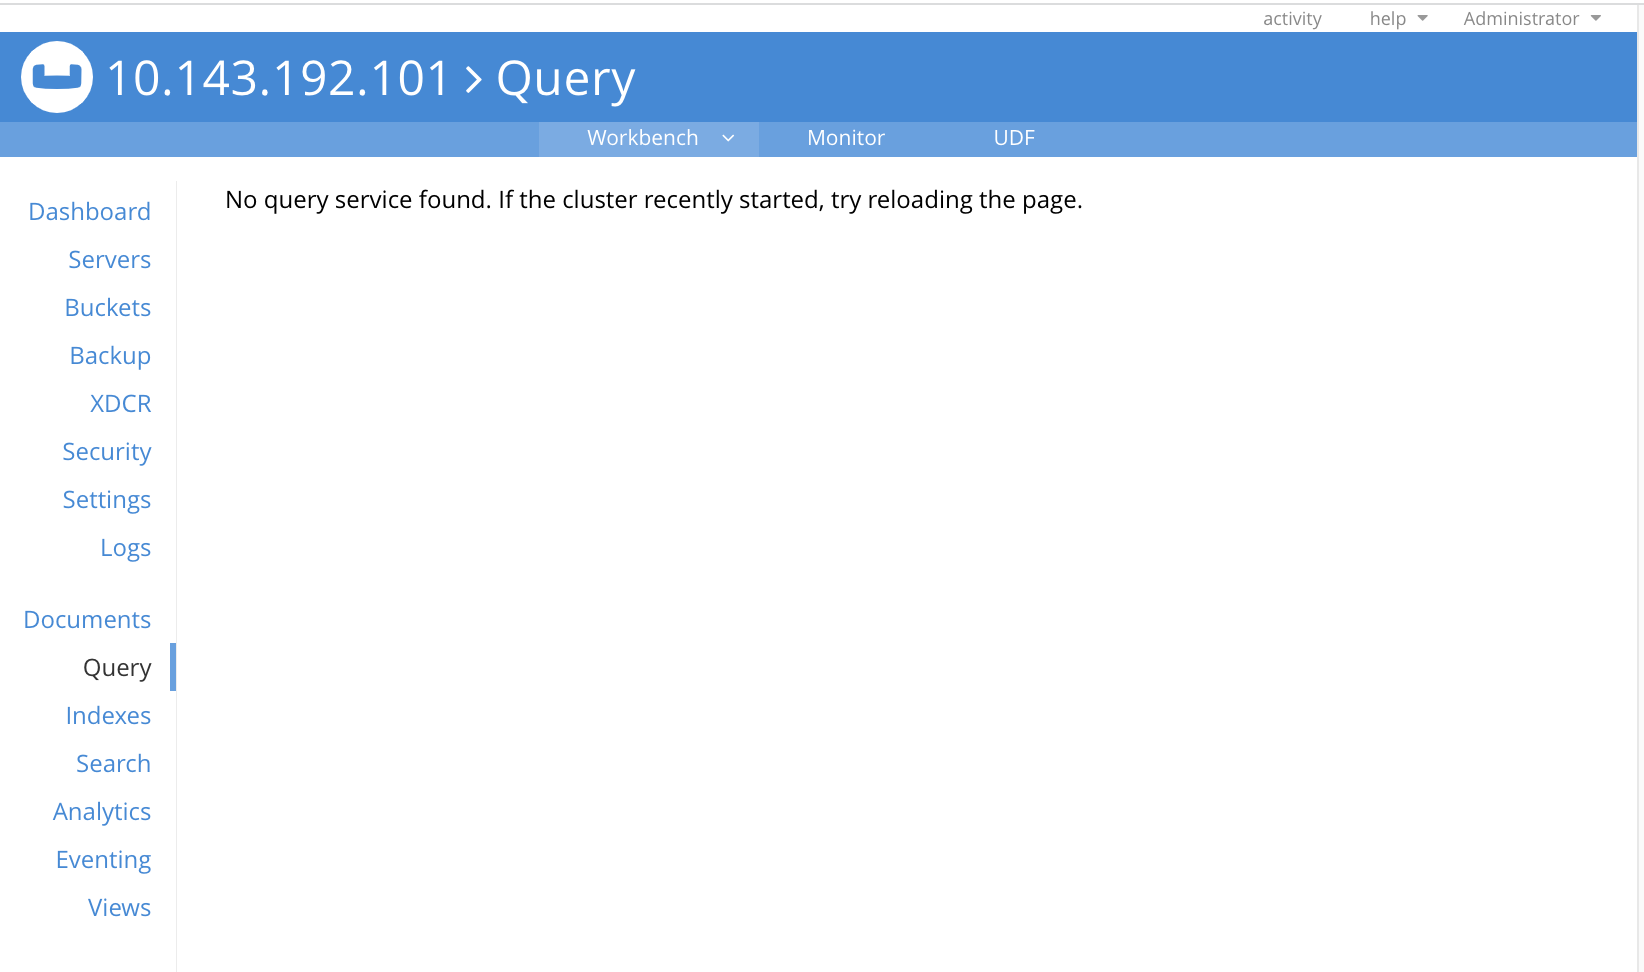 activity help Administrator
10.143.192.101 › Query
Workbench Monitor UDF
No query service found. If the cluster recently started, try reloading the page.
Dashboard
Servers
Buckets
Backup
XDCR
Security
Settings
Logs
Documents
Query
Indexes
Search
Analytics
Eventing
Views